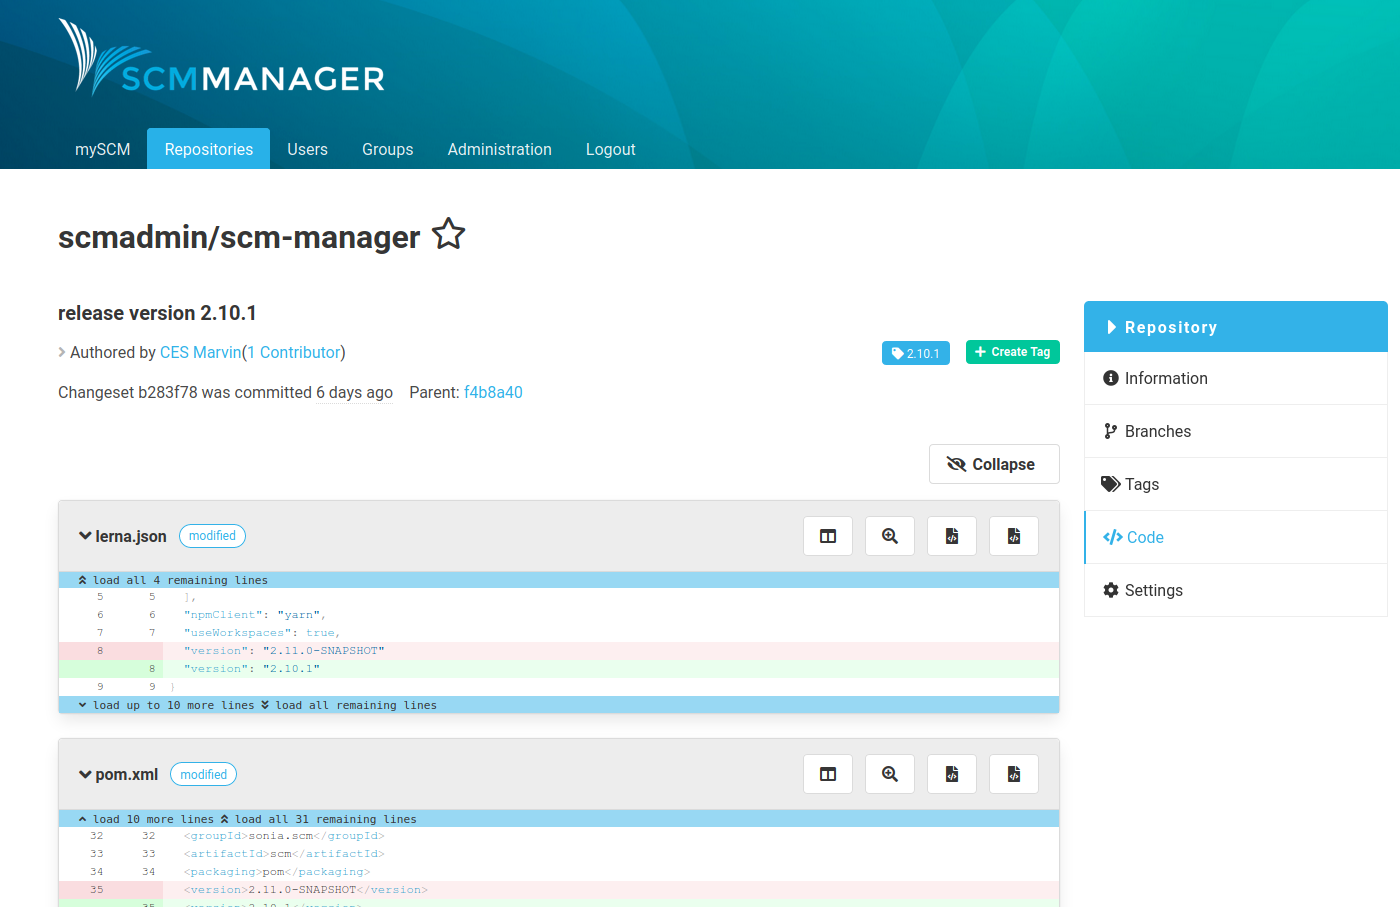 SCMMANAGER
mySCM Repositories Users Groups Administration Logout
scmadmin/scm-manager
release version 2.10.1
Authored by CES Marvin(1 Contributor)
2.10.1 Create Tag
Changeset b283f78 was committed 6 days ago Parent: f4b8a40
Collapse
lerna.json modified
load all 4 remaining lines
5 5 ],
6 6 "npmClient": "yarn",
7 7 "useWorkspaces": true,
8 "version": "2.11.0-SNAPSHOT"
8 "version": "2.10.1"
9 9 }
load up to 10 more lines load all remaining lines
pom.xml modified
load 10 more lines load all 31 remaining lines
32 32 <groupId>sonia.scm</groupId>
33 33 <artifactId>scm</artifactId>
34 34 <packaging>pom</packaging>
35 <version>2.11.0-SNAPSHOT</version>
35 <version>2.10.1</version>
Repository
Information
Branches
Tags
Code
Settings